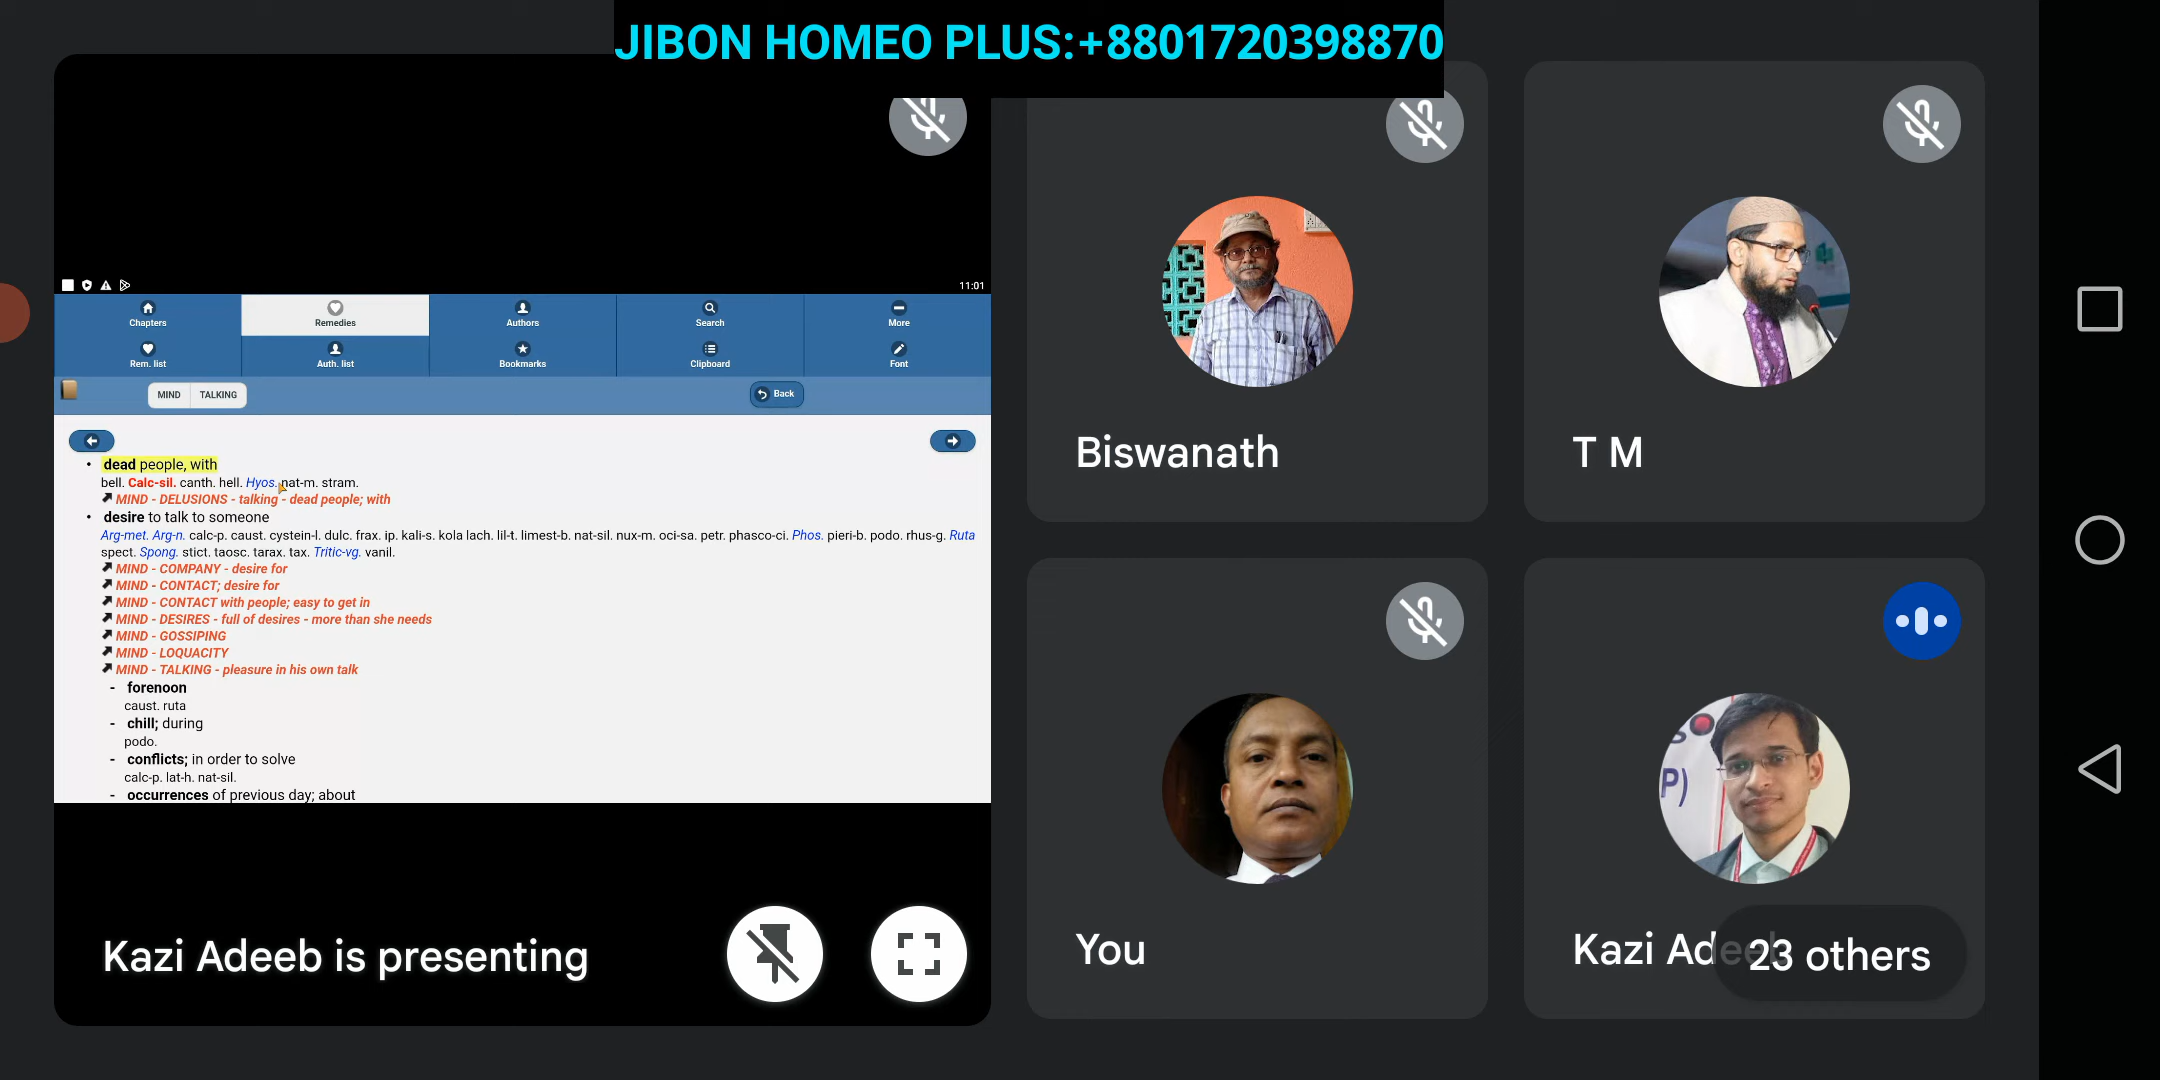 JIBON HOMEO PLUS:+8801720398870
11:01
Chapters
Remedies
Authors
Search
More
Rem. list
Auth. list
Bookmarks
Clipboard
Font
MIND
TALKING
Back
• dead people, with
bell. Calc-sil. canth. hell. Hyos. nat-m. stram.
MIND - DELUSIONS - talking - dead people; with
• desire to talk to someone
Arg-met. Arg-n. calc-p. caust. cystein-l. dulc. frax. ip. kali-s. kola lach. lil-t. limest-b. nat-sil. nux-m. oci-sa. petr. phasco-ci. Phos. pieri-b. podo. rhus-g. Ruta
spect. Spong. stict. taosc. tarax. tax. Tritic-vg. vanil.
MIND - COMPANY - desire for
MIND - CONTACT; desire for
MIND - CONTACT with people; easy to get in
MIND - DESIRES - full of desires - more than she needs
MIND - GOSSIPING
MIND - LOQUACITY
MIND - TALKING - pleasure in his own talk
- forenoon
caust. ruta
- chill; during
podo.
- conflicts; in order to solve
calc-p. lat-h. nat-sil.
- occurrences of previous day; about
Kazi Adeeb is presenting
Biswanath
T M
You
P)
Kazi Adeeb
23 others